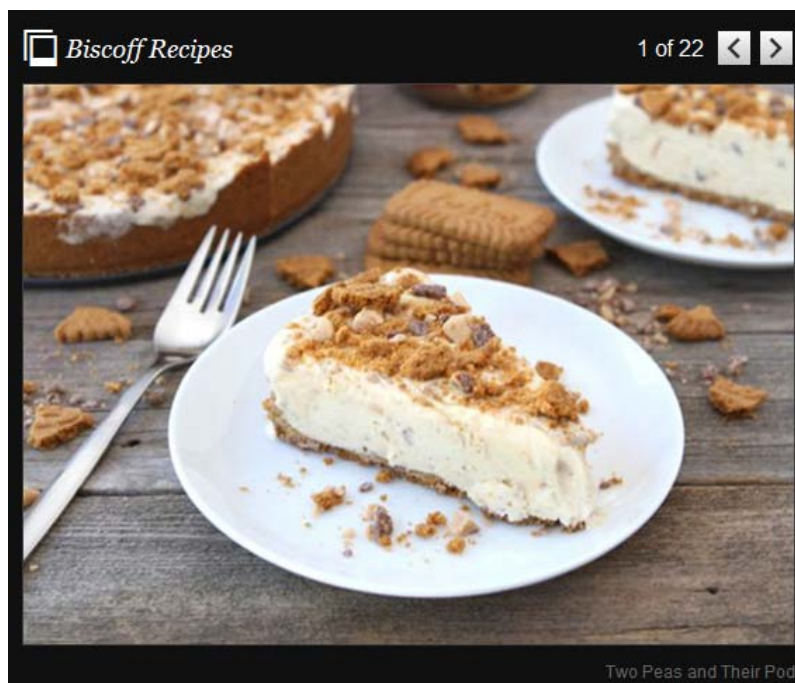 Biscoff Recipes
1 of 22
Two Peas and Their Pod